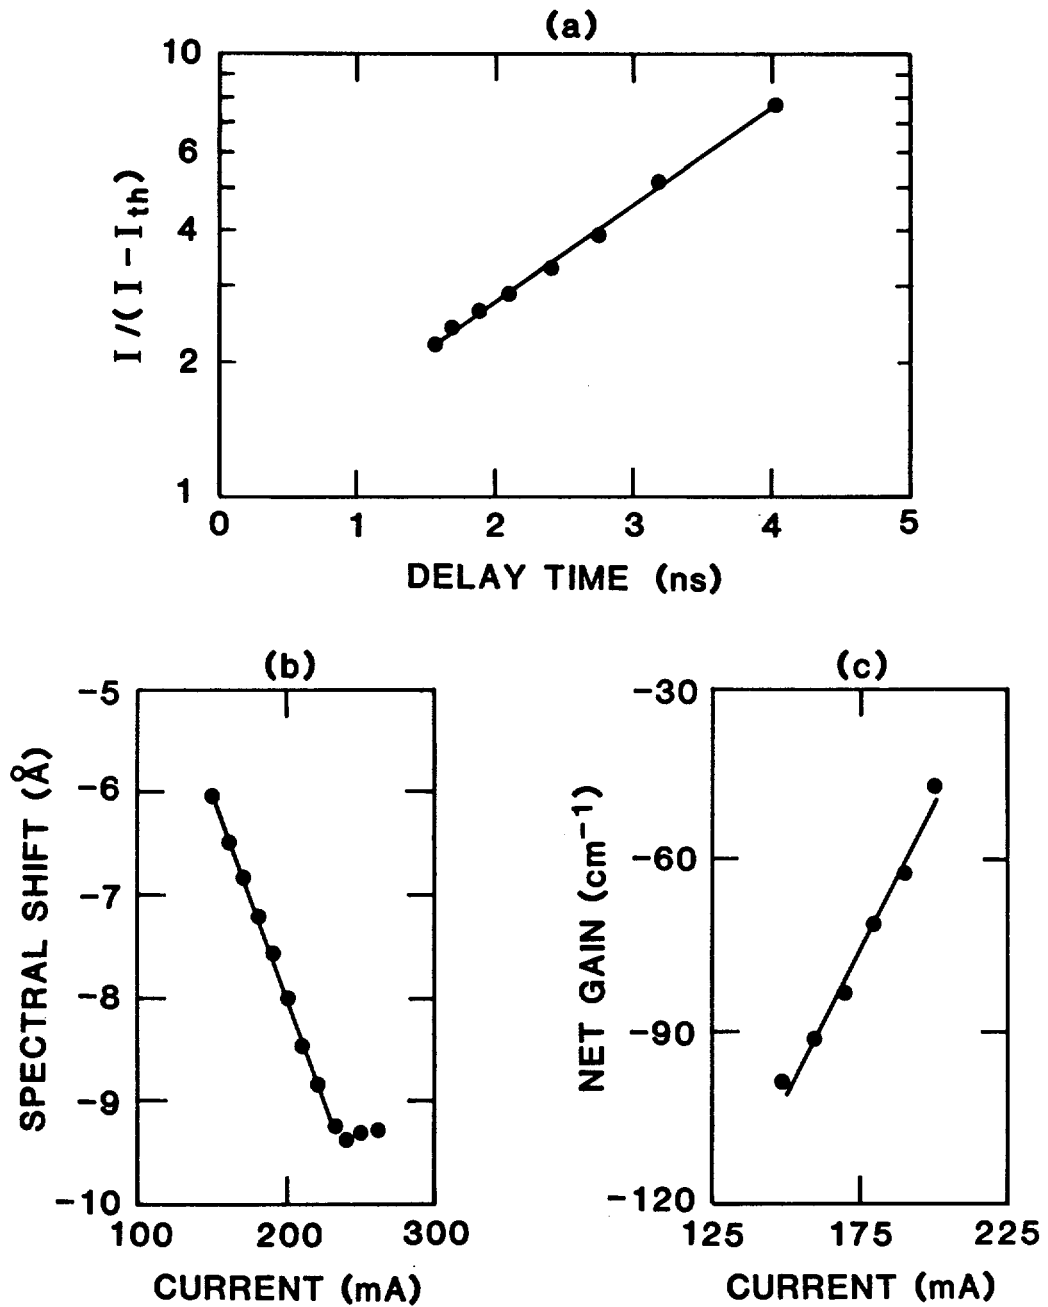 (a)
10
6
4
2
1
I/(I-I_th)
0 1 2 3 4 5
DELAY TIME (ns)
(b)
-5
-6
-7
-8
-9
-10
SPECTRAL SHIFT (Å)
100 200 300
CURRENT (mA)
(c)
-30
-60
-90
-120
NET GAIN (cm⁻¹)
125 175 225
CURRENT (mA)